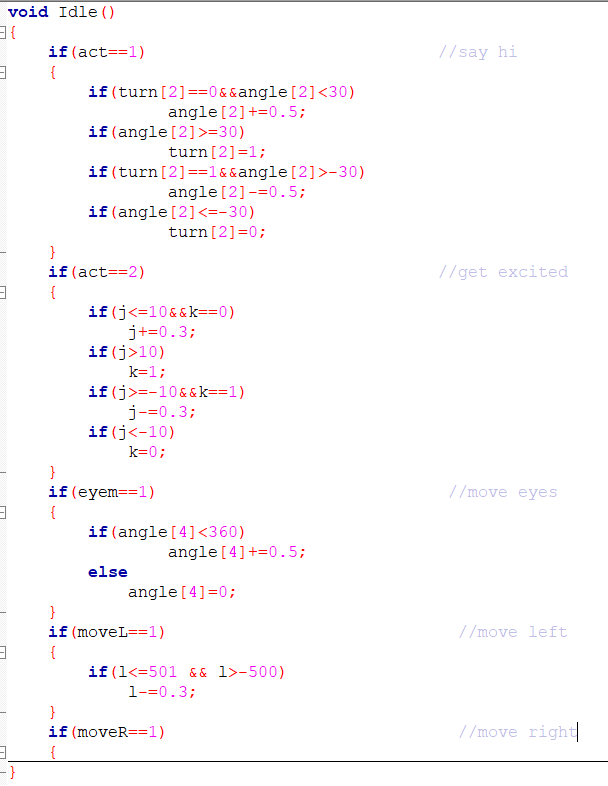 void Idle()
{
    if(act==1)                              //say hi
    {
        if(turn[2]==0&&angle[2]<30)
                angle[2]+=0.5;
        if(angle[2]>=30)
                turn[2]=1;
        if(turn[2]==1&&angle[2]>-30)
                angle[2]-=0.5;
        if(angle[2]<=-30)
                turn[2]=0;
    }
    if(act==2)                              //get excited
    {
        if(j<=10&&k==0)
            j+=0.3;
        if(j>10)
            k=1;
        if(j>=-10&&k==1)
            j-=0.3;
        if(j<-10)
            k=0;
    }
    if(eyem==1)                              //move eyes
    {
        if(angle[4]<360)
                angle[4]+=0.5;
        else
            angle[4]=0;
    }
    if(moveL==1)                              //move left
    {
        if(l<=501 && l>-500)
            l-=0.3;
    }
    if(moveR==1)                              //move right
    {
}